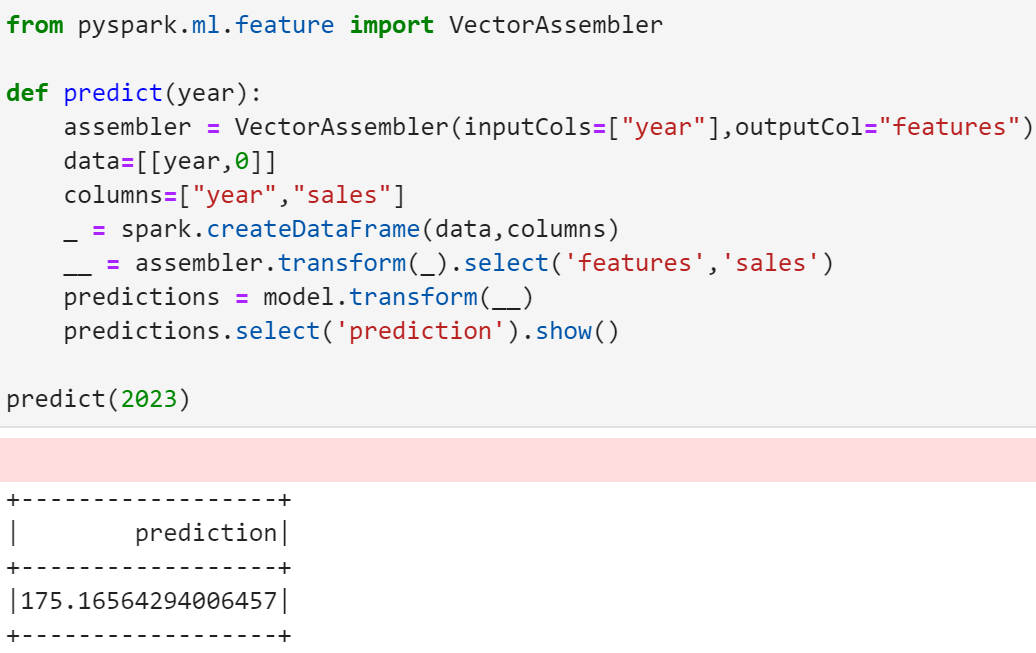 from pyspark.ml.feature import VectorAssembler

def predict(year):
    assembler = VectorAssembler(inputCols=["year"],outputCol="features")
    data=[[year,0]]
    columns=["year","sales"]
    _ = spark.createDataFrame(data,columns)
    __ = assembler.transform(_).select('features','sales')
    predictions = model.transform(__)
    predictions.select('prediction').show()

predict(2023)
+------------------+
|        prediction|
+------------------+
|175.16564294006457|
+------------------+